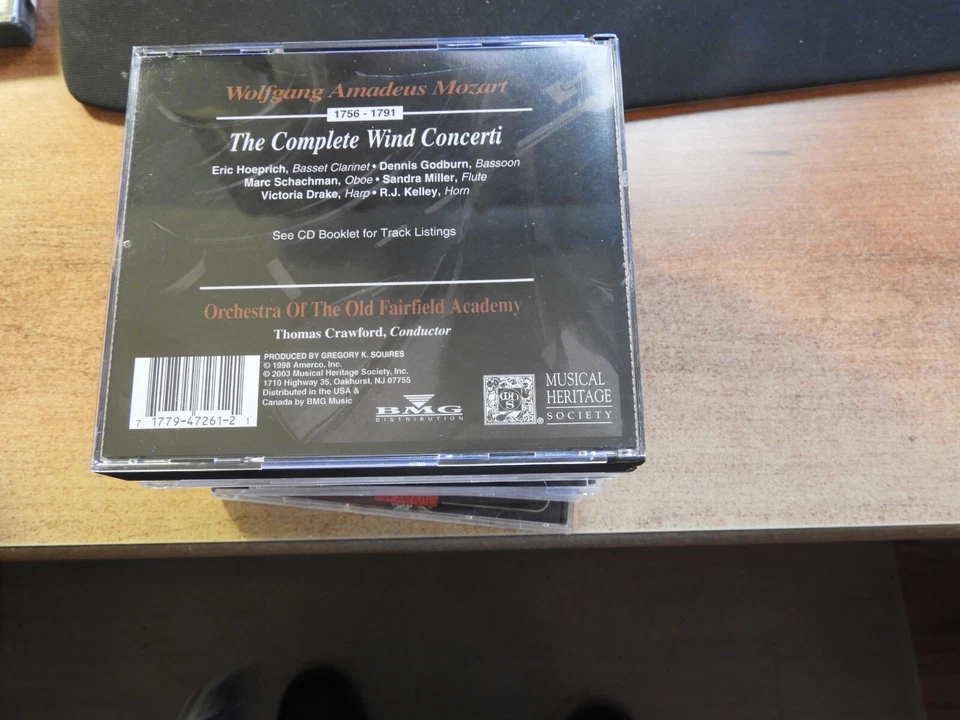 Wolfgang Amadeus Mozart
1756 - 1791
The Complete Wind Concerti
Eric Hoeprich, Basset Clarinet • Dennis Godburn, Bassoon
Marc Schachman, Oboe • Sandra Miller, Flute
Victoria Drake, Harp • R.J. Kelley, Horn
See CD Booklet for Track Listings
Orchestra Of The Old Fairfield Academy
Thomas Crawford, Conductor
PRODUCED BY GREGORY K. SQUIRES
© 1998 Amerco, Inc.
© 2003 Musical Heritage Society, Inc.
1710 Highway 35, Oakhurst, NJ 07755
Distributed in the USA &
Canada by BMG Music
7 1779-47261-2 1
BMG
DISTRIBUTION
MHS
®
MUSICAL
HERITAGE
SOCIETY